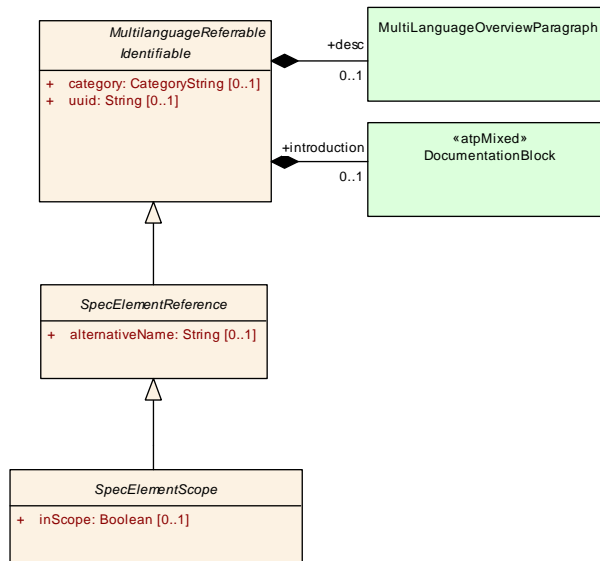 MultilanguageReferrable
Identifiable
+ category: CategoryString [0..1]
+ uuid: String [0..1]
+desc
0..1
MultiLanguageOverviewParagraph
+introduction
0..1
«atpMixed»
DocumentationBlock
SpecElementReference
+ alternativeName: String [0..1]
SpecElementScope
+ inScope: Boolean [0..1]